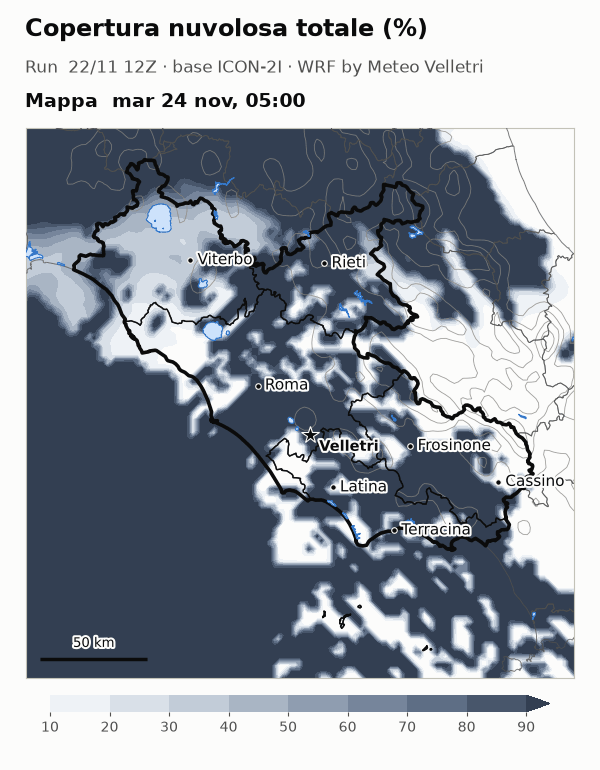 Copertura nuvolosa totale (%)
Run  22/11 12Z · base ICON-2I · WRF by Meteo Velletri
Mappa  mar 24 nov, 05:00
Viterbo
Rieti
Roma
Velletri
Frosinone
Cassino
Latina
Terracina
50 km
10 20 30 40 50 60 70 80 90